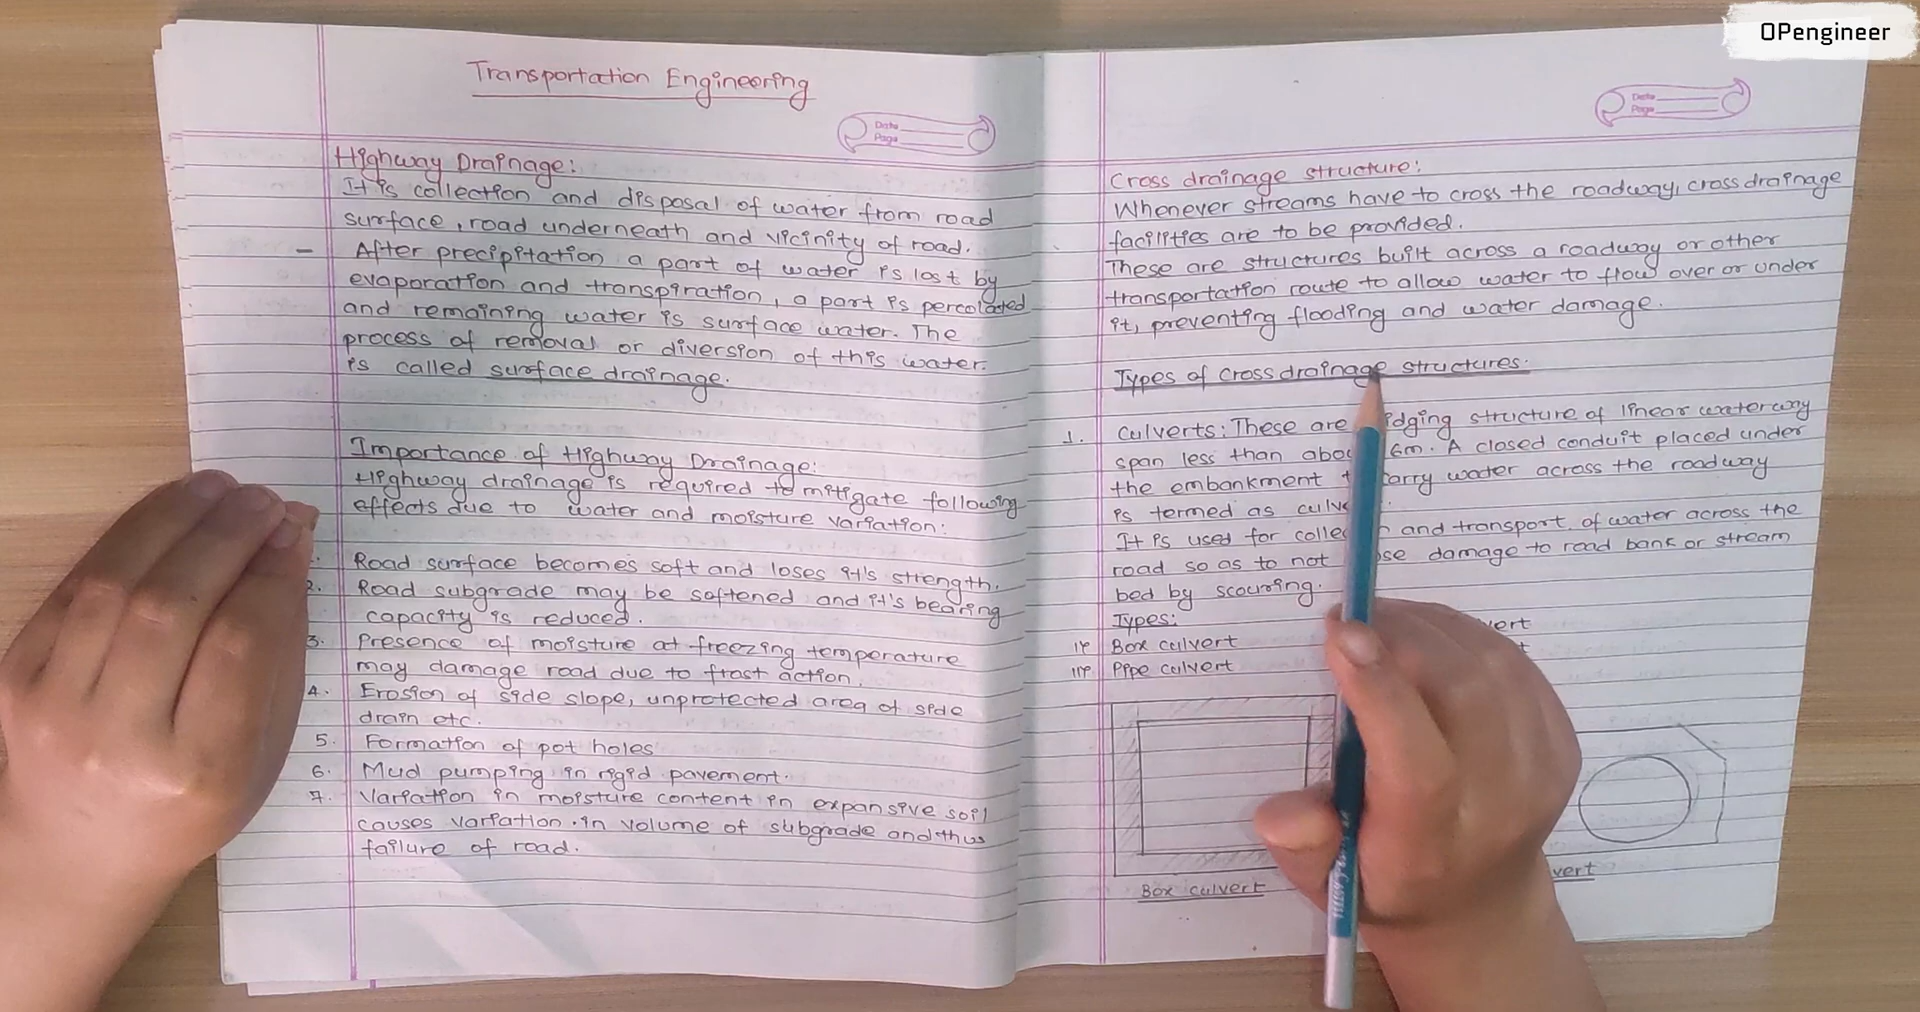 OPengineer
Transportation Engineering
Date
Page
Highway Drainage:
It is collection and disposal of water from road
surface, road underneath and vicinity of road.
- After precipitation a part of water is lost by
evaporation and transpiration, a part is percolated
and remaining water is surface water. The
process of removal or diversion of this water
is called surface drainage.
Importance of Highway Drainage:
Highway drainage is required to mitigate following
effects due to water and moisture variation:
Road surface becomes soft and loses it's strength.
2. Road subgrade may be softened and it's bearing
capacity is reduced.
3. Presence of moisture at freezing temperature
may damage road due to frost action.
4. Erosion of side slope, unprotected area of side
drain etc.
5. Formation of pot holes
6. Mud pumping in rigid pavement.
7. Variation in moisture content in expansive soil
causes variation in volume of subgrade and thus
failure of road.
Date
Page
Cross drainage structure:
Whenever streams have to cross the roadway, cross drainage
facilities are to be provided.
These are structures built across a roadway or other
transportation route to allow water to flow over or under
it, preventing flooding and water damage.
Types of cross drainage structures.
1. Culverts: These are idging structure of linear waterway
span less than abou 6m. A closed conduit placed under
the embankment t carry water across the roadway
is termed as culve
It is used for collec n and transport of water across the
road so as to not se damage to road bank or stream
bed by scouring.
Types:
vert
Box culvert
Pipe culvert
Box culvert
vert